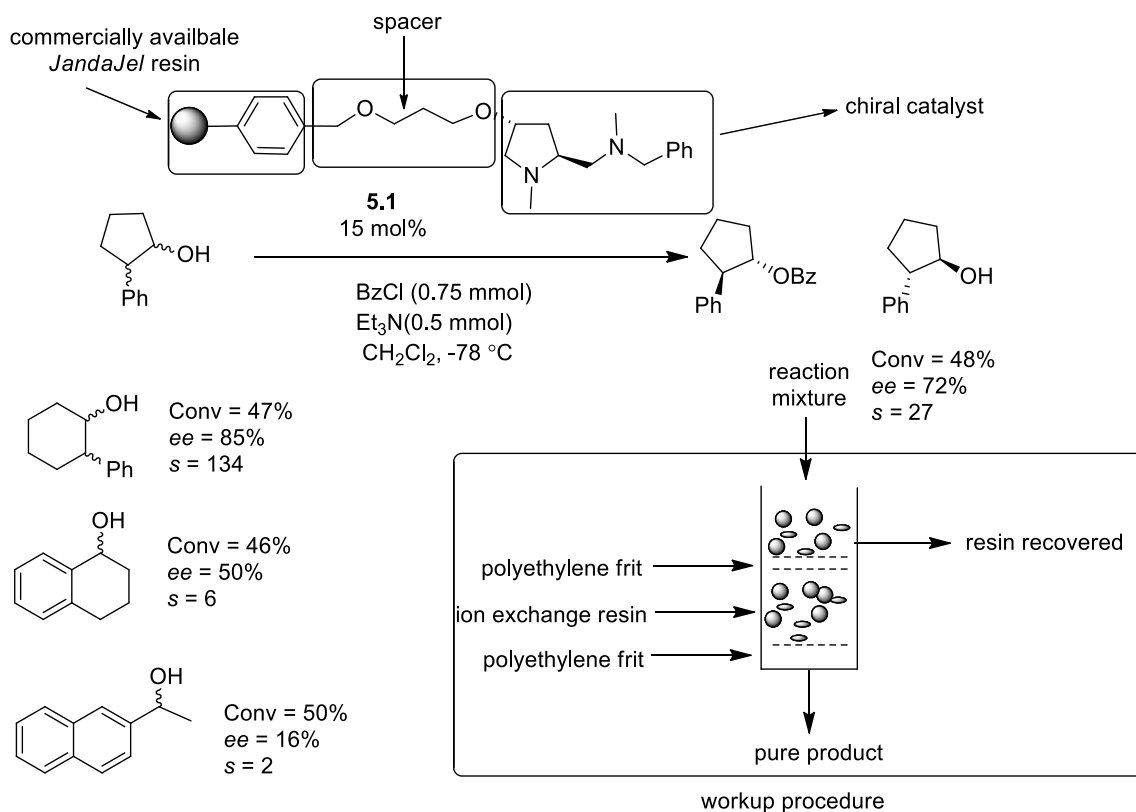 spacer
commercially availbale
JandaJel resin
O
O
N
Ph
N
chiral catalyst
5.1
15 mol%
OH
Ph
BzCl (0.75 mmol)
Et3N(0.5 mmol)
CH2Cl2, -78 °C
OBz
Ph
OH
Ph
Conv = 48%
ee = 72%
s = 27
OH
Ph
Conv = 47%
ee = 85%
s = 134
OH
Conv = 46%
ee = 50%
s = 6
OH
Conv = 50%
ee = 16%
s = 2
reaction
mixture
resin recovered
polyethylene frit
ion exchange resin
polyethylene frit
pure product
workup procedure